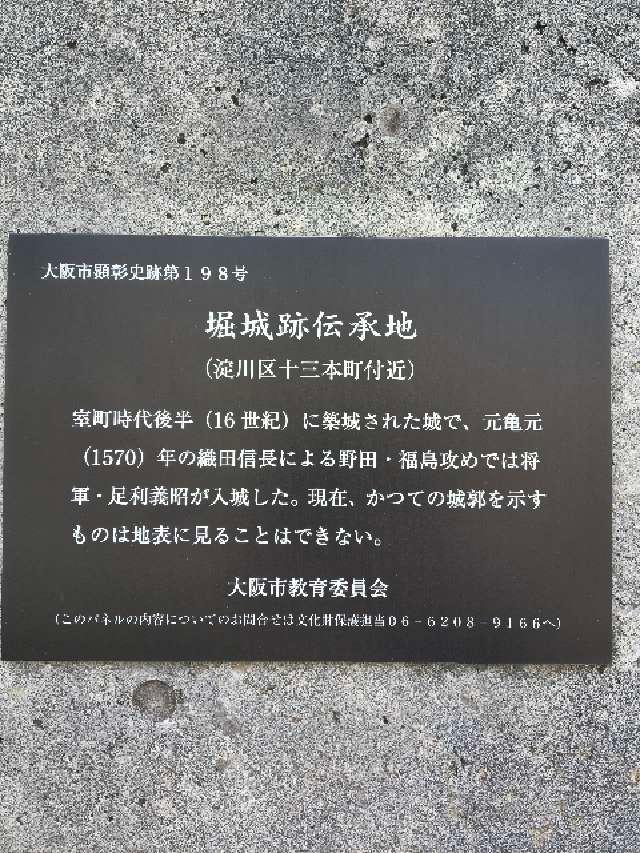 大阪市顕彰史跡第１９８号
堀城跡伝承地
（淀川区十三本町付近）
室町時代後半（16 世紀）に築城された城で、元亀元
（1570）年の織田信長による野田・福島攻めでは将
軍・足利義昭が入城した。現在、かつての城郭を示す
ものは地表に見ることはできない。
大阪市教育委員会
（このパネルの内容についてのお問合せは文化財保護担当０６－６２０８－９１６６へ）